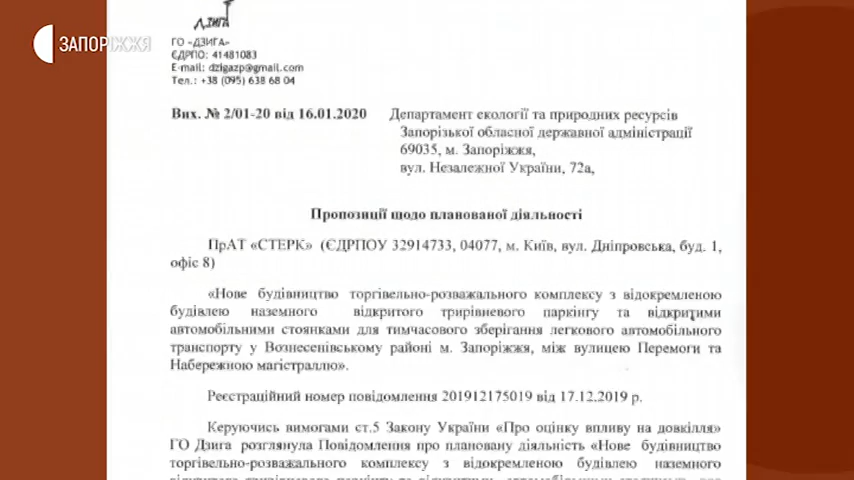 ДЗИГА
ЗАПОРІЖЖЯ
ГО «ДЗИГА»
ЄДРПО: 41481083
E-mail: dzigazp@gmail.com
Тел.: +38 (095) 638 68 04
Вих. № 2/01-20 від 16.01.2020
Департамент екології та природних ресурсів
Запорізької обласної державної адміністрації
69035, м. Запоріжжя,
вул. Незалежної України, 72а,
Пропозиції щодо планованої діяльності
ПрАТ «СТЕРК» (ЄДРПОУ 32914733, 04077, м. Київ, вул. Дніпровська, буд. 1,
офіс 8)
«Нове будівництво торгівельно-розважального комплексу з відокремленою
будівлею наземного відкритого трирівневого паркінгу та відкритими
автомобільними стоянками для тимчасового зберігання легкового автомобільного
транспорту у Вознесенівському районі м. Запоріжжя, між вулицею Перемоги та
Набережною магістраллю».
Реєстраційний номер повідомлення 201912175019 від 17.12.2019 р.
Керуючись вимогами ст.5 Закону України «Про оцінку впливу на довкілля»
ГО Дзига розглянула Повідомлення про плановану діяльність «Нове будівництво
торгівельно-розважального комплексу з відокремленою будівлею наземного